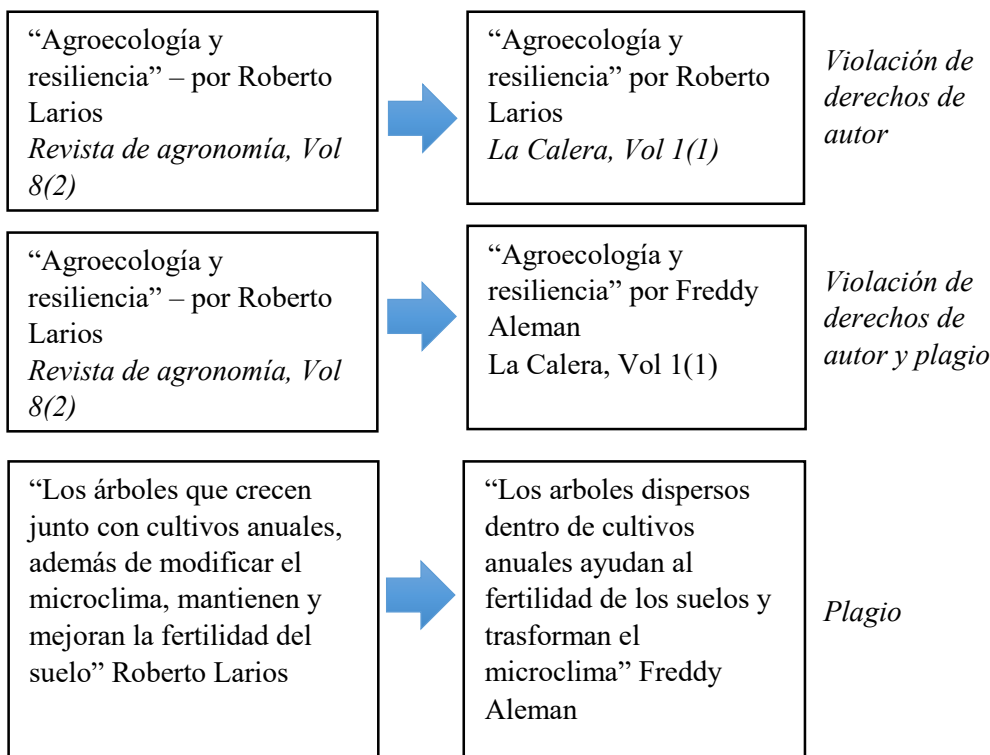 “Agroecología y
resiliencia” – por Roberto
Larios
Revista de agronomía, Vol
8(2)
“Agroecología y
resiliencia” por Roberto
Larios
La Calera, Vol 1(1)
Violación de
derechos de
autor
“Agroecología y
resiliencia” – por Roberto
Larios
Revista de agronomía, Vol
8(2)
“Agroecología y
resiliencia” por Freddy
Aleman
La Calera, Vol 1(1)
Violación de
derechos de
autor y plagio
“Los árboles que crecen
junto con cultivos anuales,
además de modificar el
microclima, mantienen y
mejoran la fertilidad del
suelo” Roberto Larios
“Los arboles dispersos
dentro de cultivos
anuales ayudan al
fertilidad de los suelos y
trasforman el
microclima” Freddy
Aleman
Plagio